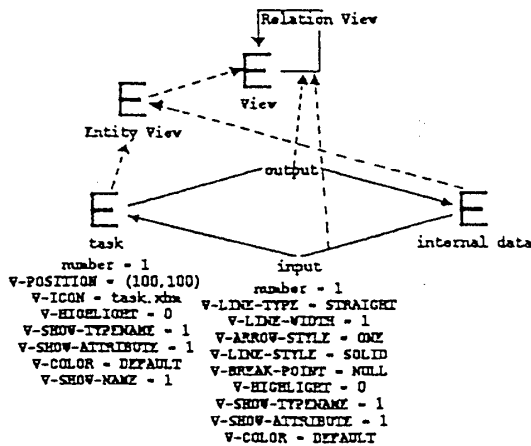 Relation View
E
View
E
Entity View
output
E
task
E
internal data
input
number = 1
V-POSITION = (100,100)
V-ICON = task.xbm
V-HIGHLIGHT = 0
V-SHOW-TYPENAME = 1
V-SHOW-ATTRIBUTE = 1
V-COLOR = DEFAULT
V-SHOW-NAME = 1
number = 1
V-LINE-TYPE = STRAIGHT
V-LINE-WIDTH = 1
V-ARROW-STYLE = ONE
V-LINE-STYLE = SOLID
V-BREAK-POINT = NULL
V-HIGHLIGHT = 0
V-SHOW-TYPENAME = 1
V-SHOW-ATTRIBUTE = 1
V-COLOR = DEFAULT